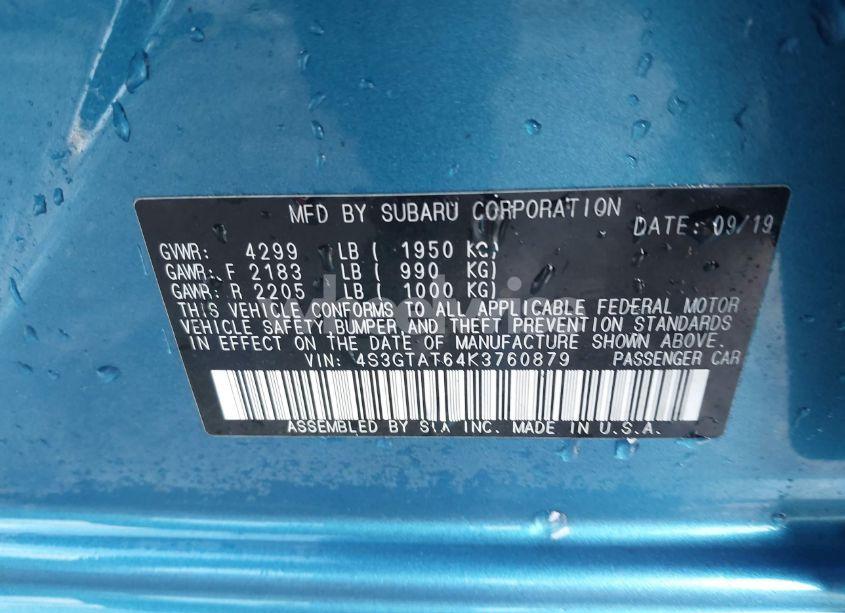 MFD BY SUBARU CORPORATION DATE: 09/19
GVWR: 4299 LB ( 1950 KG)
GAWR: F 2183 LB ( 990 KG)
GAWR: R 2205 LB ( 1000 KG)
THIS VEHICLE CONFORMS TO ALL APPLICABLE FEDERAL MOTOR
VEHICLE SAFETY, BUMPER, AND THEFT PREVENTION STANDARDS
IN EFFECT ON THE DATE OF MANUFACTURE SHOWN ABOVE.
VIN: 4S3GTAT64K3760879 PASSENGER CAR
ASSEMBLED BY SIA INC. MADE IN U.S.A.